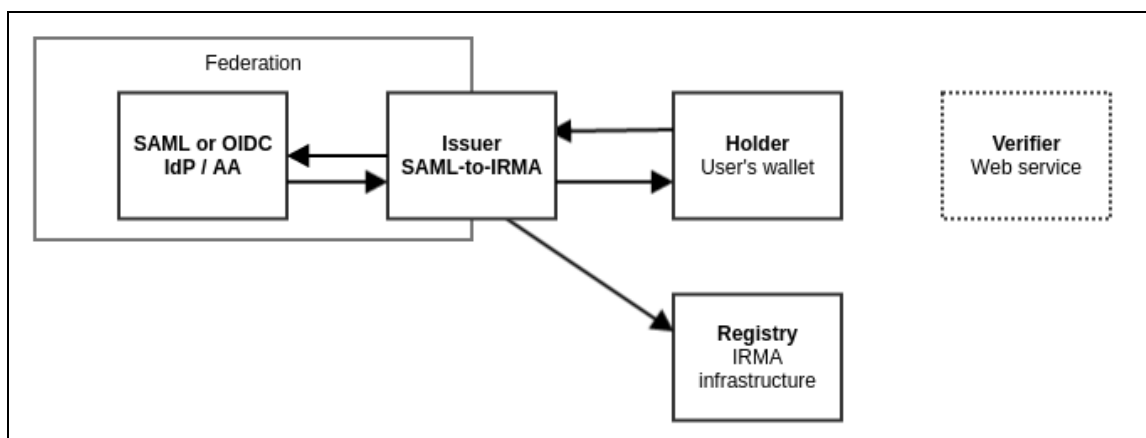 Federation
SAML or OIDC
IdP / AA
Issuer
SAML-to-IRMA
Holder
User's wallet
Verifier
Web service
Registry
IRMA
infrastructure